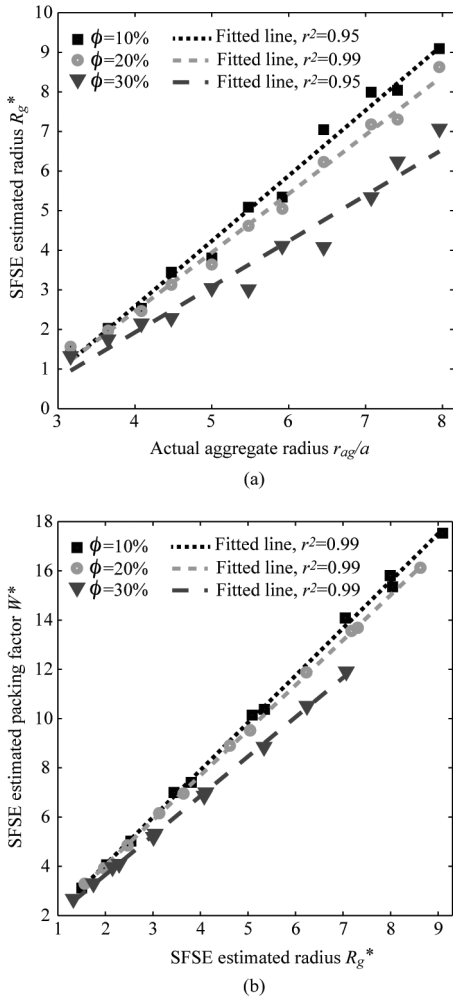 10
9
8
7
6
5
4
3
2
1
0
SFSE estimated radius Rg*
ϕ=10% Fitted line, r²=0.95
ϕ=20% Fitted line, r²=0.99
ϕ=30% Fitted line, r²=0.95
3 4 5 6 7 8
Actual aggregate radius rag/a
(a)
18
16
14
12
10
8
6
4
2
SFSE estimated packing factor W*
ϕ=10% Fitted line, r²=0.99
ϕ=20% Fitted line, r²=0.99
ϕ=30% Fitted line, r²=0.99
1 2 3 4 5 6 7 8 9
SFSE estimated radius Rg*
(b)